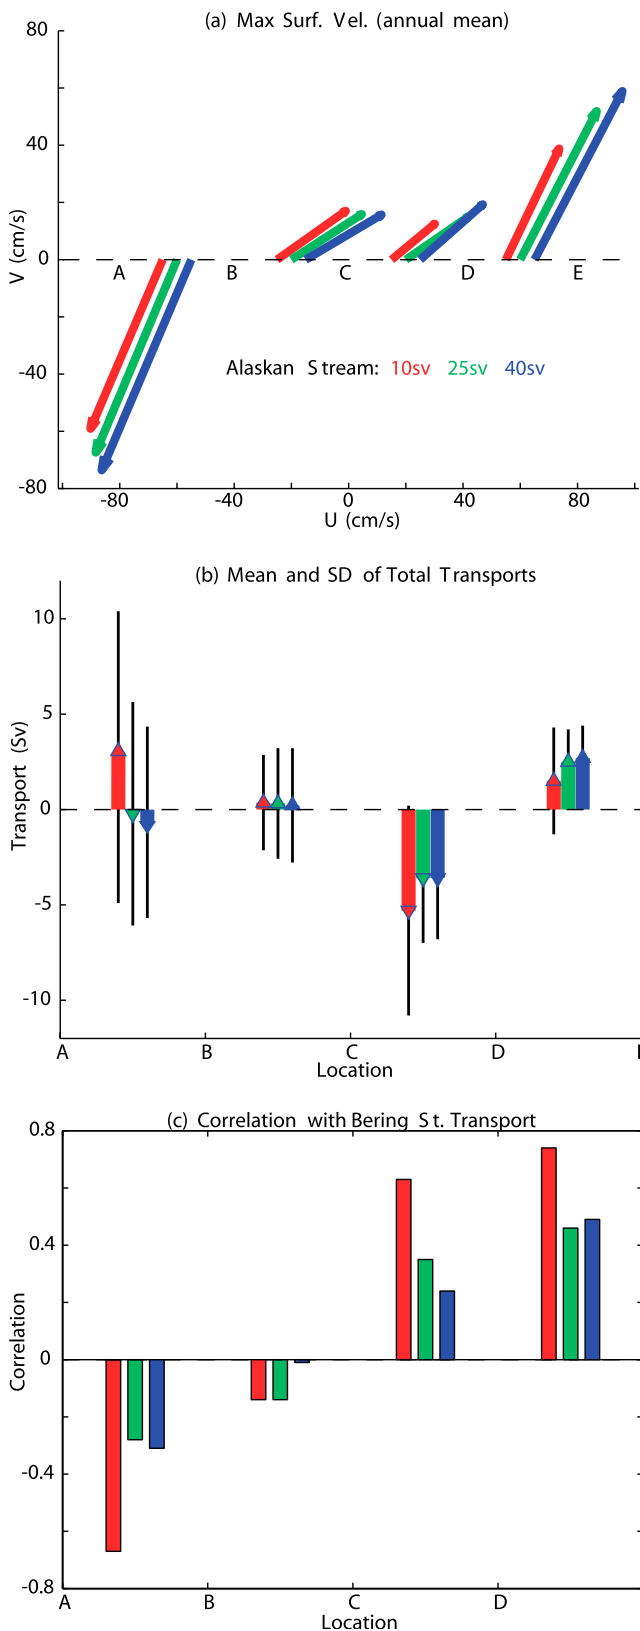 (a) Max Surf. Vel. (annual mean)
80
40
0
-40
-80
V (cm/s)
A B C D E
Alaskan Stream: 10sv 25sv 40sv
-80 -40 0 40 80
U (cm/s)
(b) Mean and SD of Total Transports
10
5
0
-5
-10
Transport (Sv)
A B C D
Location
(c) Correlation with Bering St. Transport
0.8
0.4
0
-0.4
-0.8
Correlation
A B C D
Location